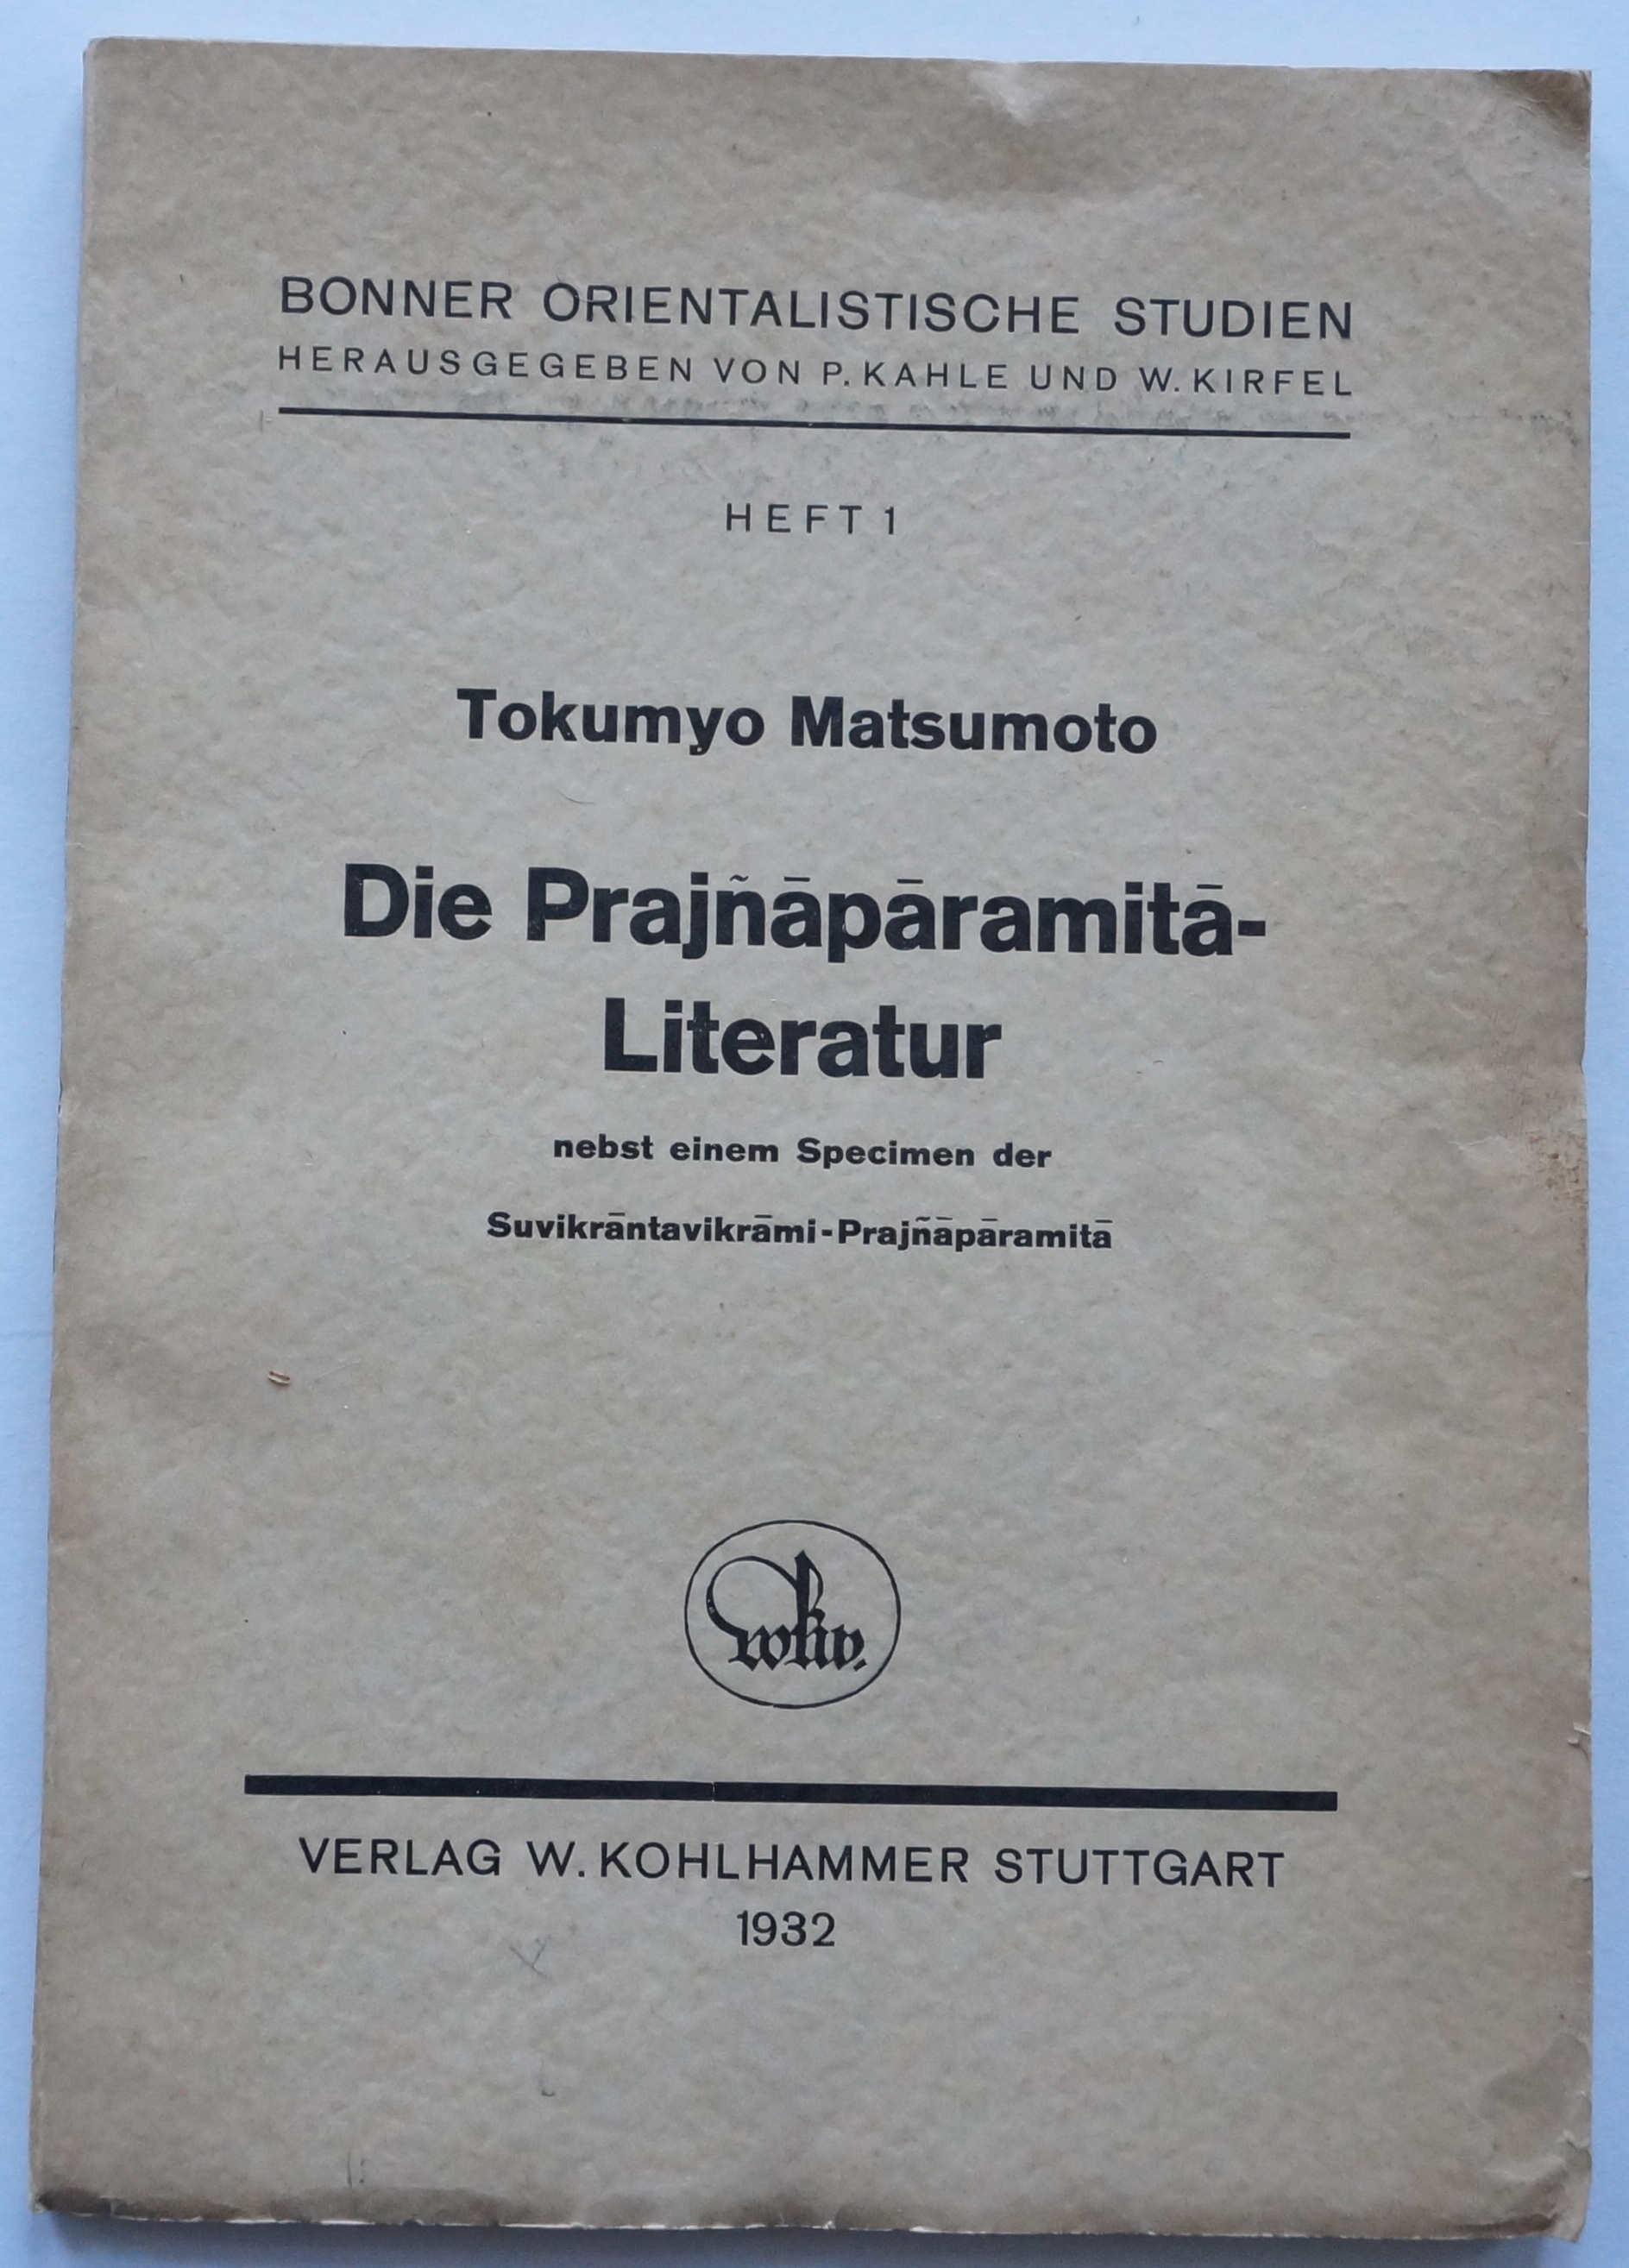 BONNER ORIENTALISTISCHE STUDIEN
HERAUSGEGEBEN VON P. KAHLE UND W. KIRFEL
HEFT 1
Tokumyo Matsumoto
Die Prajñāpāramitā-
Literatur
nebst einem Specimen der
Suvikrāntavikrāmi-Prajñāpāramitā
wkv.
VERLAG W. KOHLHAMMER STUTTGART
1932